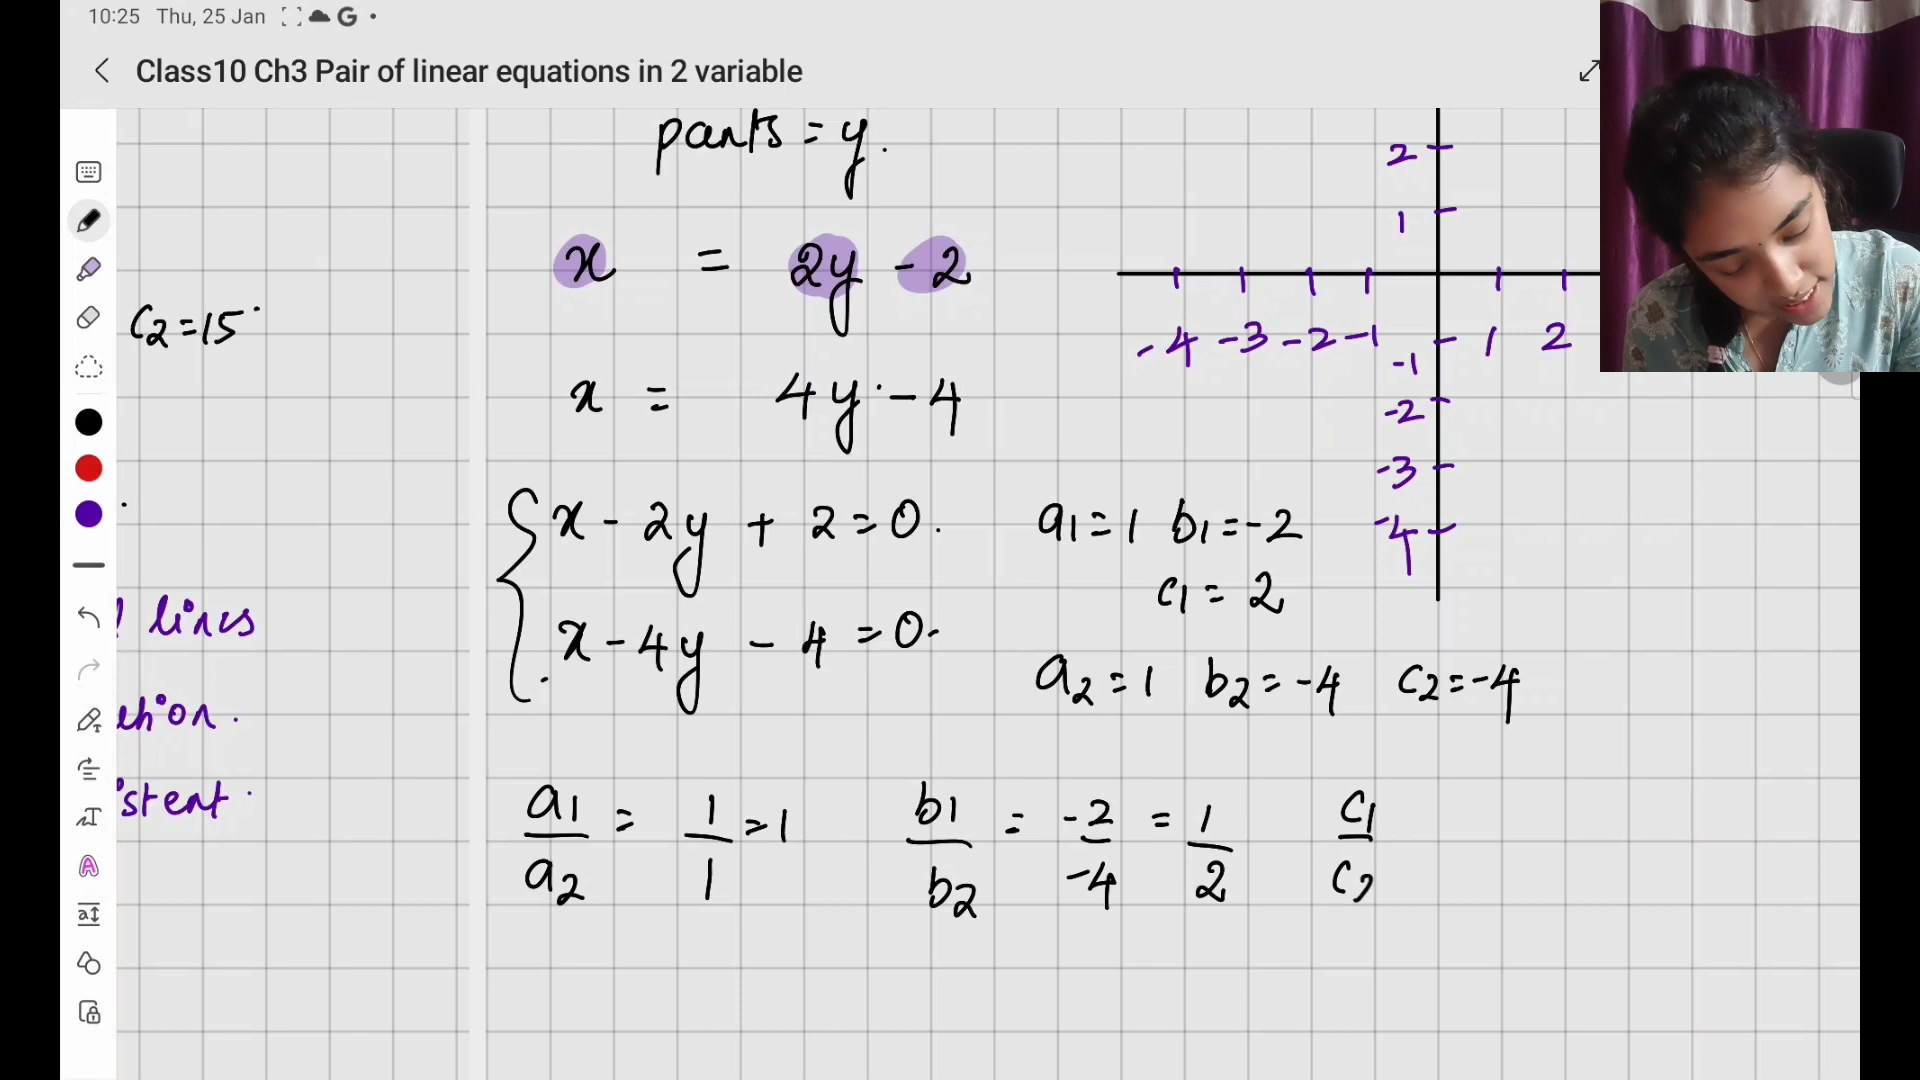 10:25 Thu, 25 Jan
Class10 Ch3 Pair of linear equations in 2 variable
pants = y.
x = 2y - 2
x = 4y - 4
x - 2y + 2 = 0.
x - 4y - 4 = 0.
a1 = 1 b1 = -2
c1 = 2
a2 = 1 b2 = -4 c2 = -4
a1/a2 = 1/1 = 1 b1/b2 = -2/-4 = 1/2 c1/c2
c2 = 15
lines
stent.
2
1
-4 -3 -2 -1 1 2
-1
-2
-3
-4